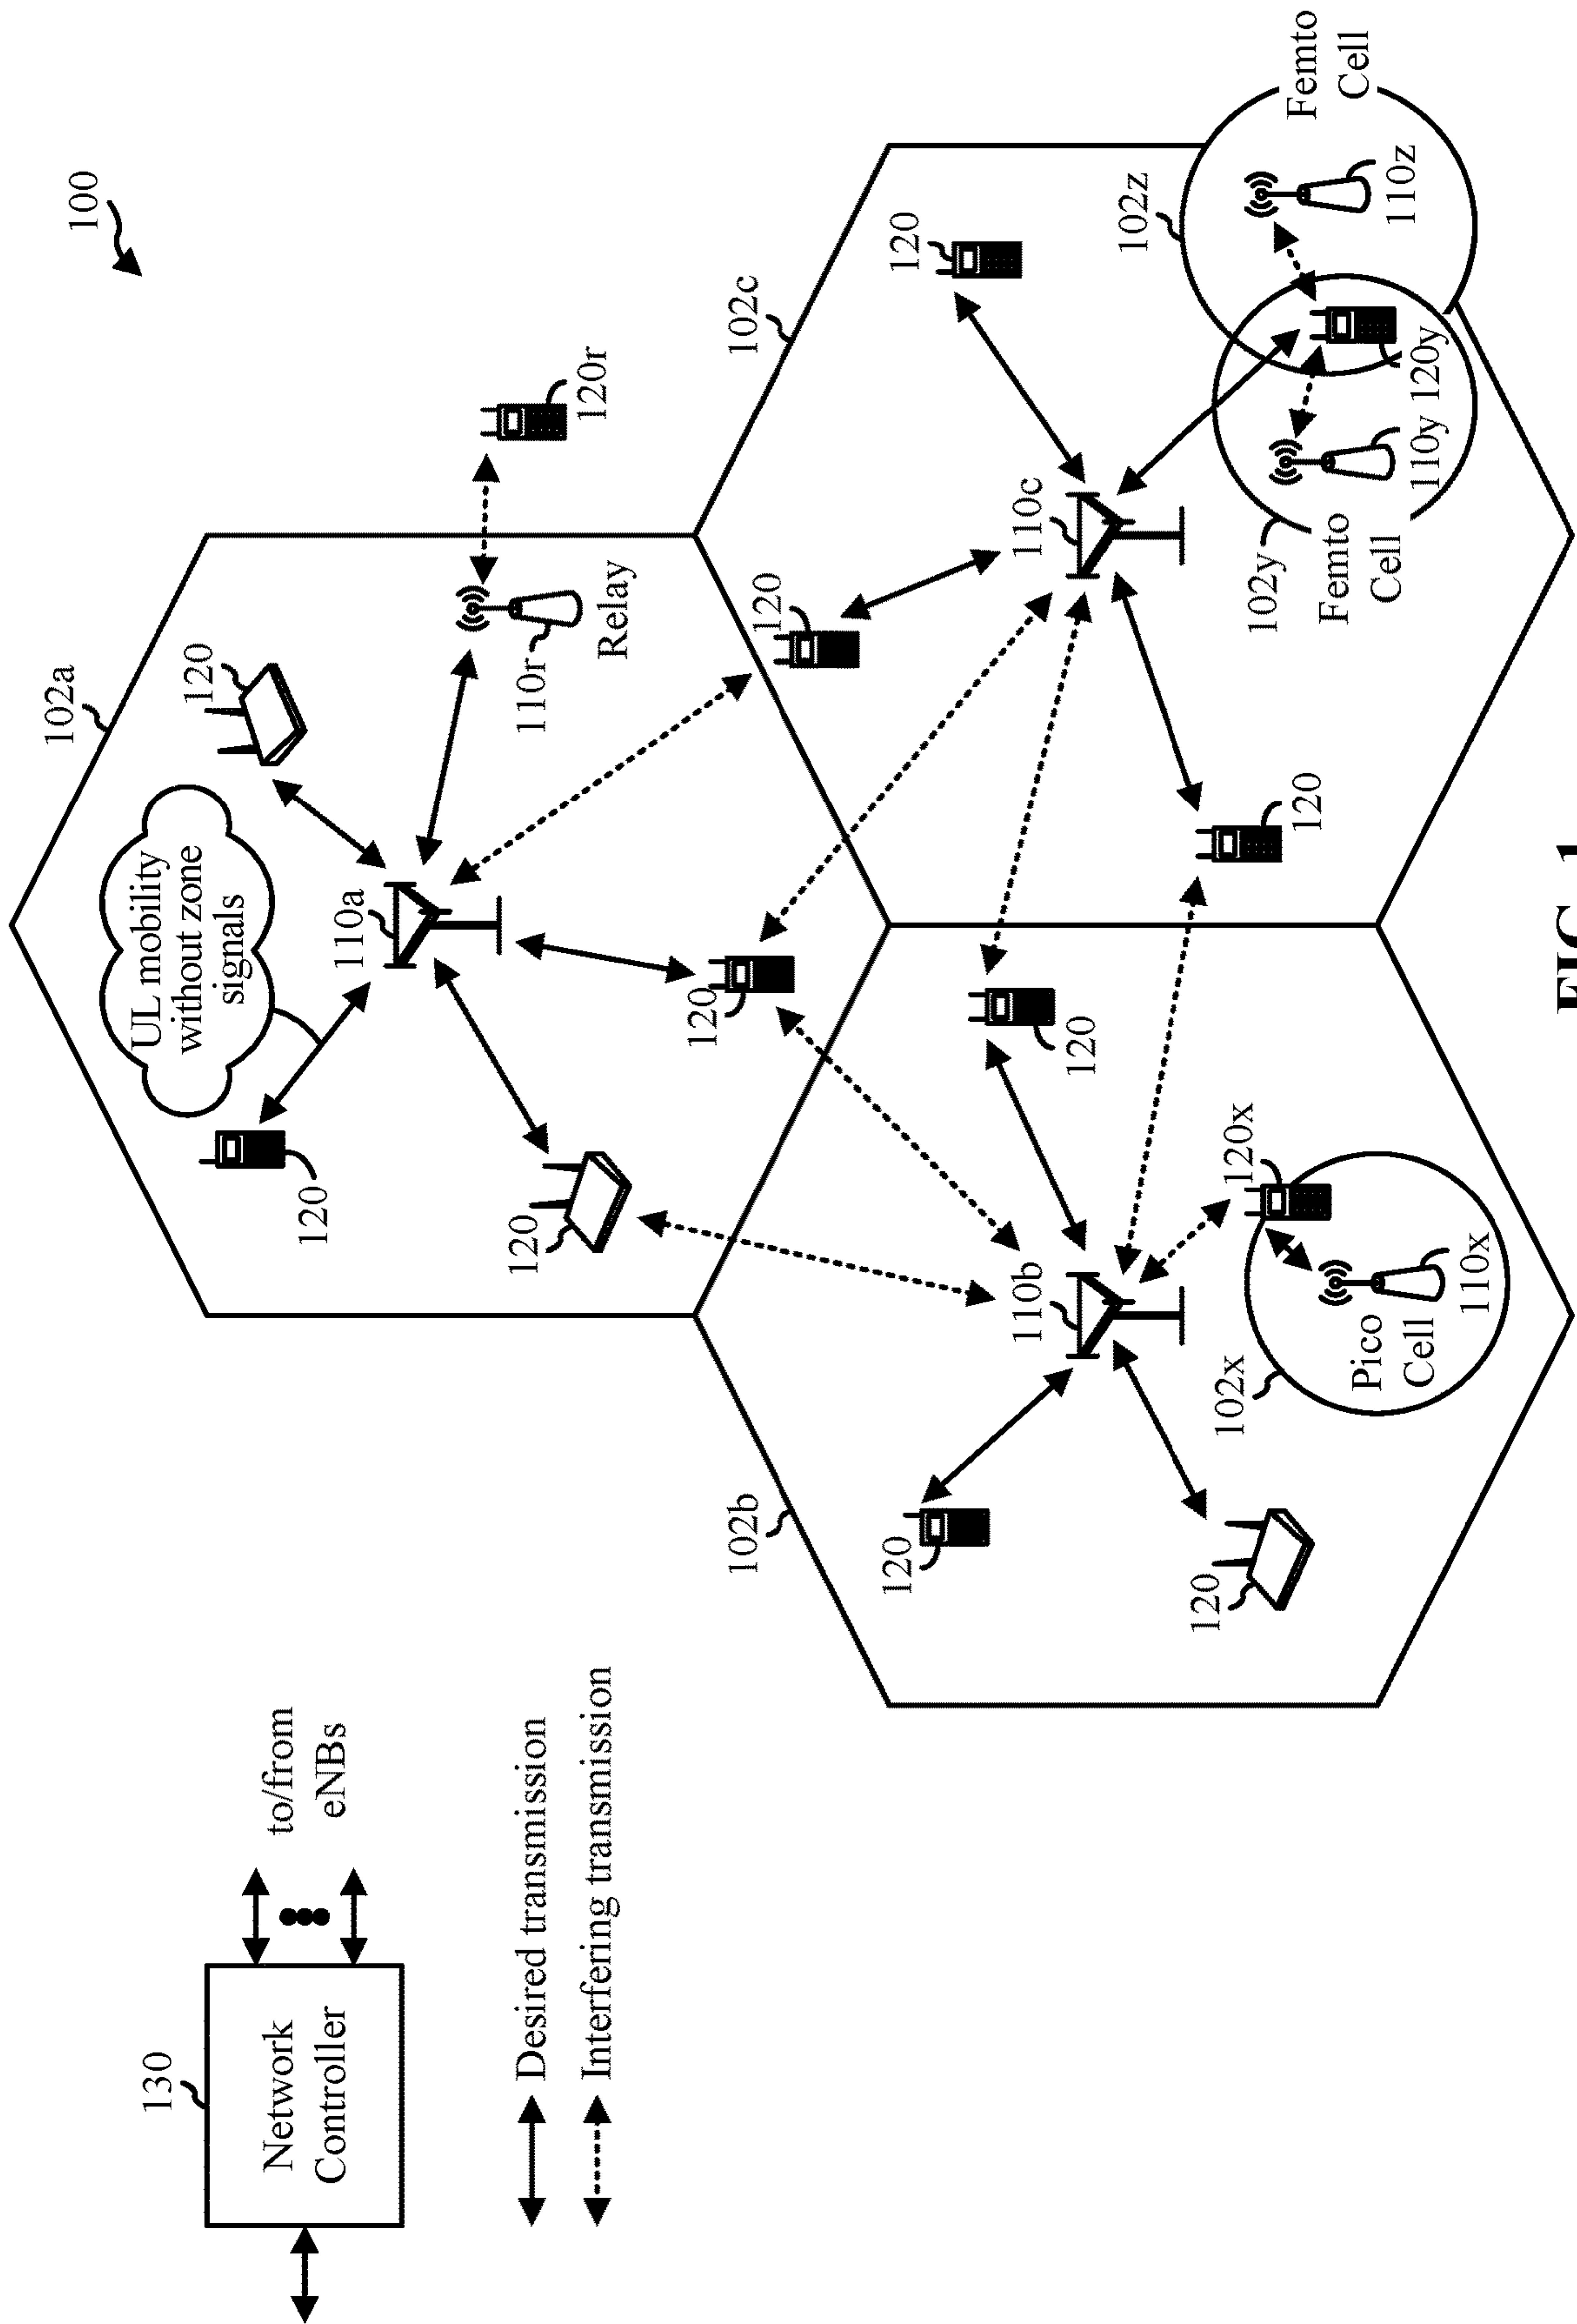 100
130
Network
Controller
to/from
eNBs
Desired transmission
Interfering transmission
102a
UL mobility
without zone
signals
120
120
110a
120
120
110r
Relay
120r
102b
120
120
110b
120
102x
Pico
Cell
110x
120x
102c
120
120
110c
120
102y
Femto
Cell
110y
120y
102z
110z
Femto
Cell
FIG. 1